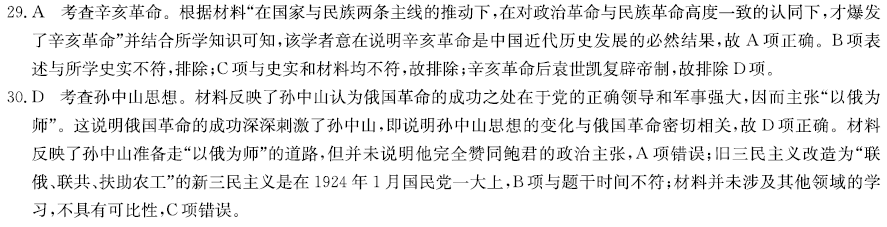 29. A　考查辛亥革命。根据材料“在国家与民族两条主线的推动下,在对政治革命与民族革命高度一致的认同下,才爆发
了辛亥革命”并结合所学知识可知,该学者意在说明辛亥革命是中国近代历史发展的必然结果,故 A 项正确。B 项表
述与所学史实不符,排除;C 项与史实和材料均不符,故排除;辛亥革命后袁世凯复辟帝制,故排除 D 项。
30. D　考查孙中山思想。材料反映了孙中山认为俄国革命的成功之处在于党的正确领导和军事强大,因而主张“以俄为
师”。这说明俄国革命的成功深深刺激了孙中山,即说明孙中山思想的变化与俄国革命密切相关,故 D 项正确。材料
反映了孙中山准备走“以俄为师”的道路,但并未说明他完全赞同鲍君的政治主张,A 项错误;旧三民主义改造为“联
俄、联共、扶助农工”的新三民主义是在 1924 年 1 月国民党一大上,B 项与题干时间不符;材料并未涉及其他领域的学
习,不具有可比性,C 项错误。